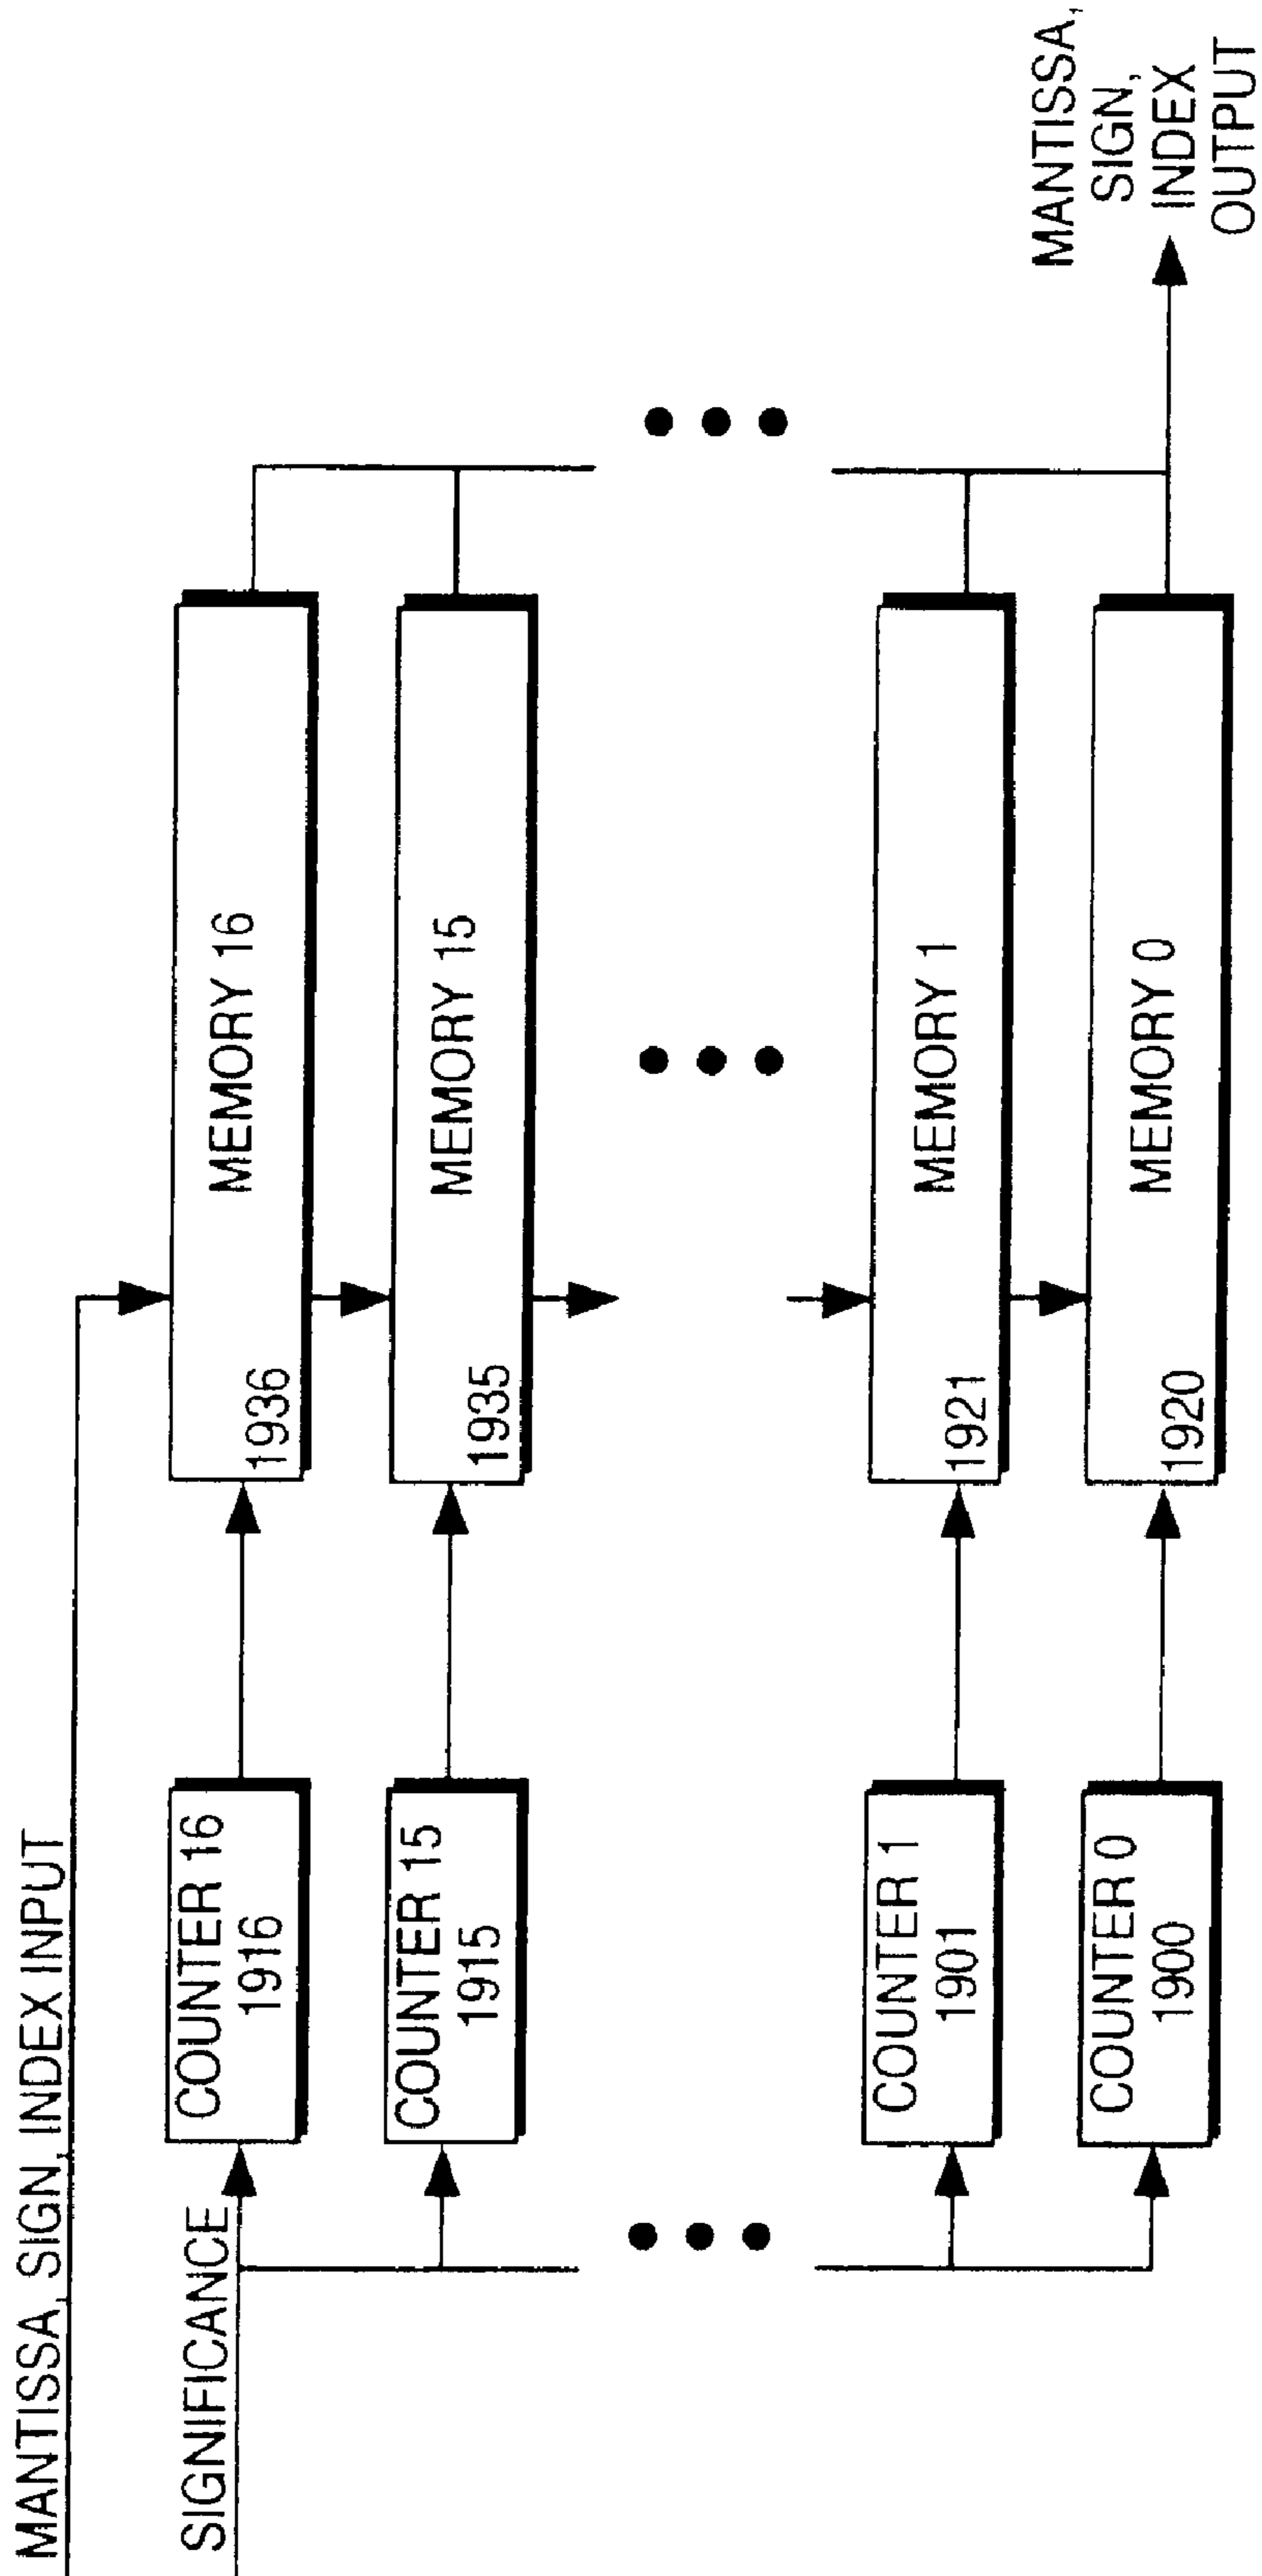 MANTISSA, SIGN, INDEX INPUT
SIGNIFICANCE
COUNTER 16
1916
MEMORY 16
1936
COUNTER 15
1915
MEMORY 15
1935
COUNTER 1
1901
MEMORY 1
1921
COUNTER 0
1900
MEMORY 0
1920
MANTISSA,
SIGN,
INDEX
OUTPUT